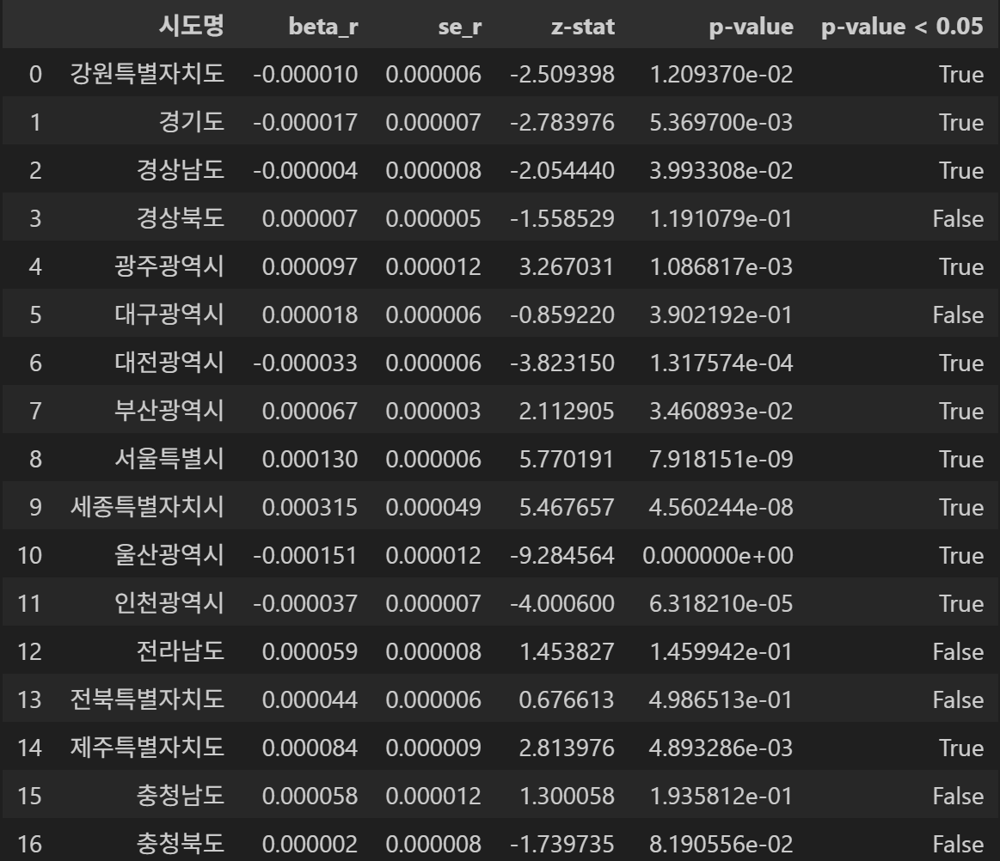 시도명 beta_r se_r z-stat p-value p-value < 0.05
0 강원특별자치도 -0.000010 0.000006 -2.509398 1.209370e-02 True
1 경기도 -0.000017 0.000007 -2.783976 5.369700e-03 True
2 경상남도 -0.000004 0.000008 -2.054440 3.993308e-02 True
3 경상북도 0.000007 0.000005 -1.558529 1.191079e-01 False
4 광주광역시 0.000097 0.000012 3.267031 1.086817e-03 True
5 대구광역시 0.000018 0.000006 -0.859220 3.902192e-01 False
6 대전광역시 -0.000033 0.000006 -3.823150 1.317574e-04 True
7 부산광역시 0.000067 0.000003 2.112905 3.460893e-02 True
8 서울특별시 0.000130 0.000006 5.770191 7.918151e-09 True
9 세종특별자치시 0.000315 0.000049 5.467657 4.560244e-08 True
10 울산광역시 -0.000151 0.000012 -9.284564 0.000000e+00 True
11 인천광역시 -0.000037 0.000007 -4.000600 6.318210e-05 True
12 전라남도 0.000059 0.000008 1.453827 1.459942e-01 False
13 전북특별자치도 0.000044 0.000006 0.676613 4.986513e-01 False
14 제주특별자치도 0.000084 0.000009 2.813976 4.893286e-03 True
15 충청남도 0.000058 0.000012 1.300058 1.935812e-01 False
16 충청북도 0.000002 0.000008 -1.739735 8.190556e-02 False